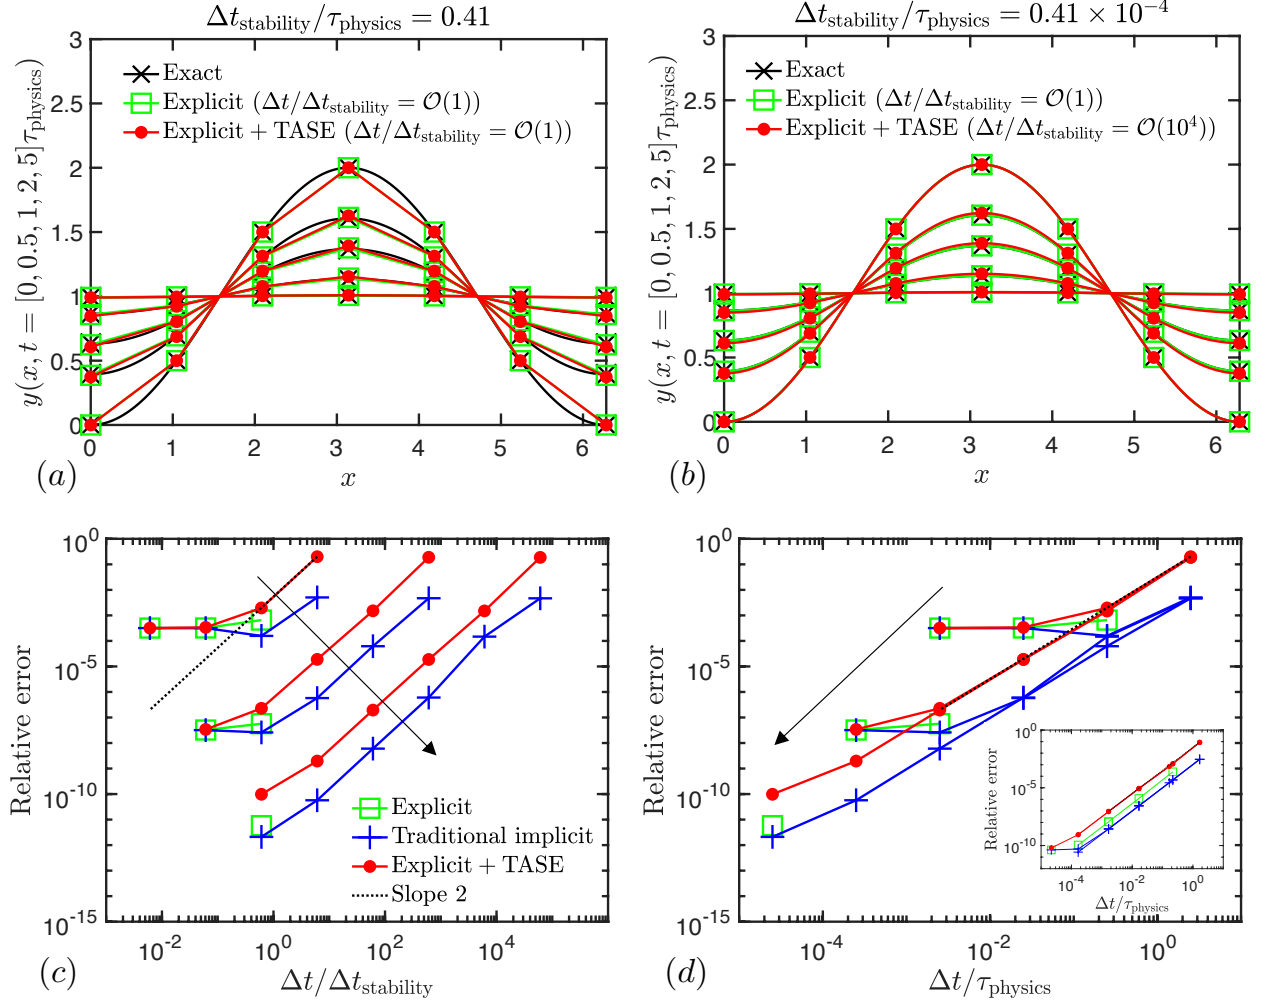 Δt_stability/τ_physics = 0.41
y(x, t = [0, 0.5, 1, 2, 5]τ_physics)
3
2.5
2
1.5
1
0.5
0
Exact
Explicit (Δt/Δt_stability = 𝒪(1))
Explicit + TASE (Δt/Δt_stability = 𝒪(1))
0 1 2 3 4 5 6
x
(a)
Δt_stability/τ_physics = 0.41 × 10^-4
y(x, t = [0, 0.5, 1, 2, 5]τ_physics)
3
2.5
2
1.5
1
0.5
0
Exact
Explicit (Δt/Δt_stability = 𝒪(1))
Explicit + TASE (Δt/Δt_stability = 𝒪(10^4))
0 1 2 3 4 5 6
x
(b)
Relative error
10^0
10^-5
10^-10
10^-15
Explicit
Traditional implicit
Explicit + TASE
Slope 2
10^-2 10^0 10^2 10^4
Δt/Δt_stability
(c)
Relative error
10^0
10^-5
10^-10
10^-15
Relative error
10^0
10^-5
10^-10
10^-4 10^-2 10^0
Δt/τ_physics
10^-4 10^-2 10^0
Δt/τ_physics
(d)